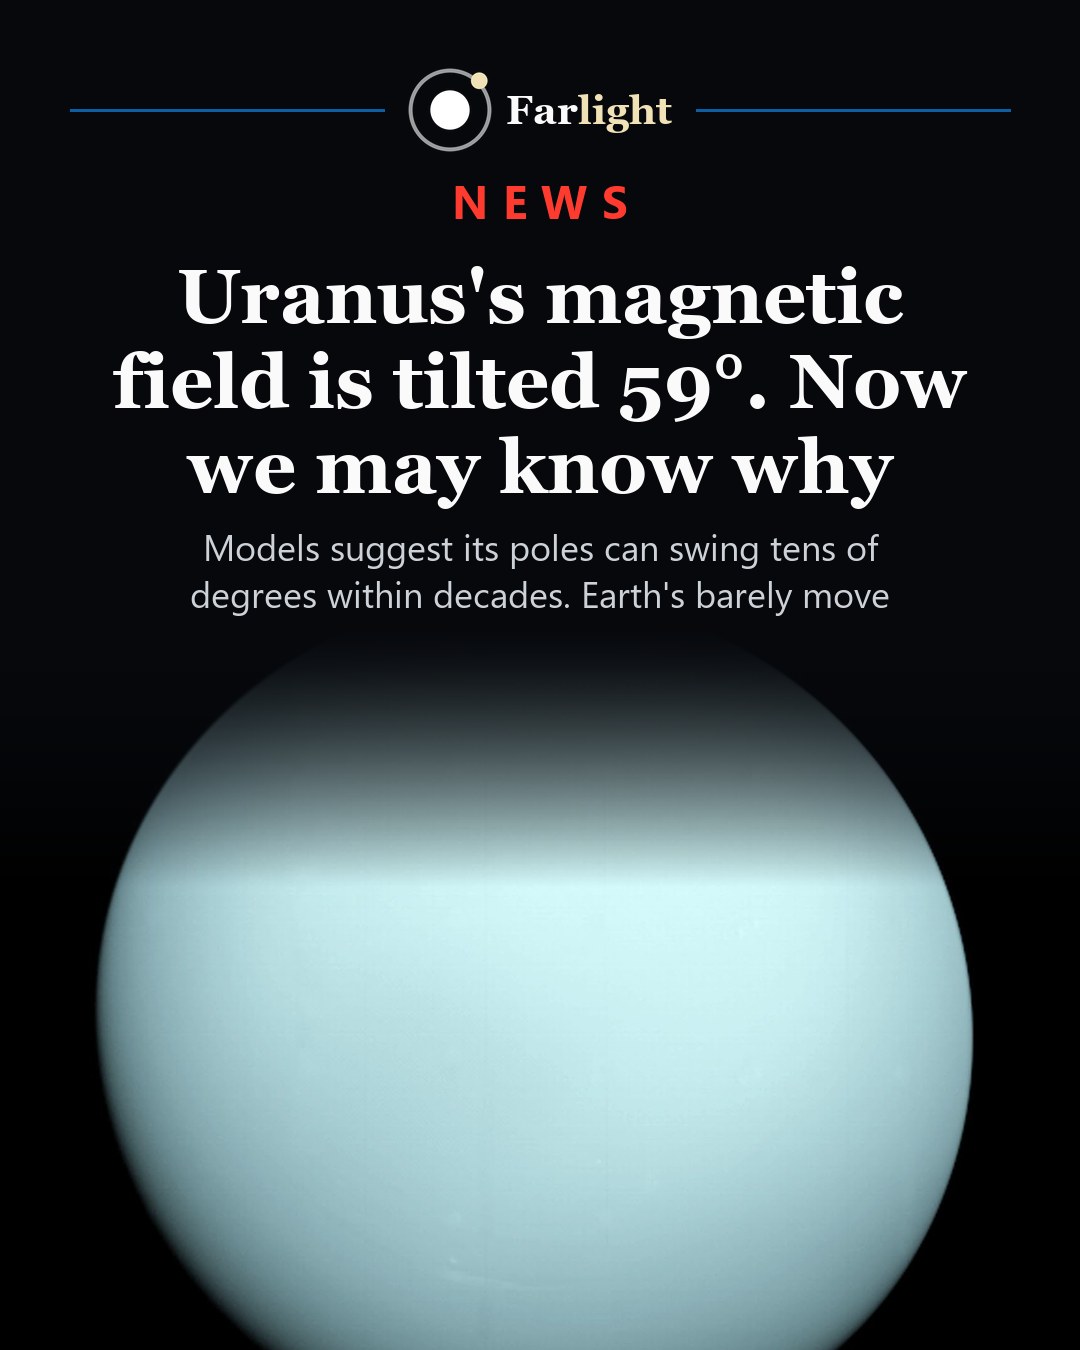 Farlight
NEWS
Uranus's magnetic
field is tilted 59°. Now
we may know why
Models suggest its poles can swing tens of
degrees within decades. Earth's barely move